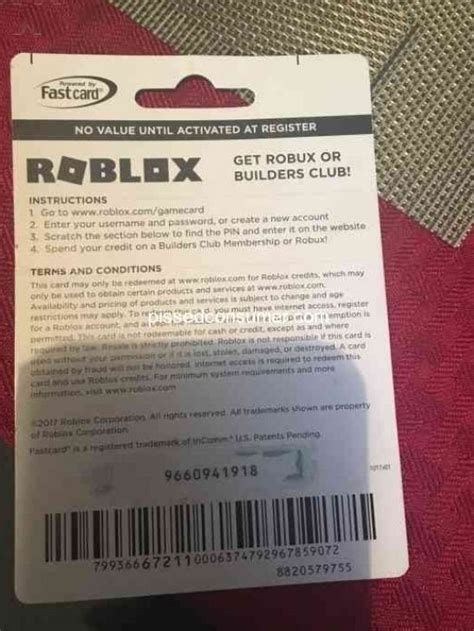 Powered By
Fastcard®
NO VALUE UNTIL ACTIVATED AT REGISTER
ROBLOX
GET ROBUX OR
BUILDERS CLUB!
INSTRUCTIONS
1 Go to www.roblox.com/gamecard
2. Enter your username and password, or create a new account
3. Scratch the section below to find the PIN and enter it on the website
4. Spend your credit on a Builders Club Membership or Robux!
TERMS AND CONDITIONS
This card may only be redeemed at www.roblox.com for Roblox credits, which may
only be used to obtain certain products and services at www.roblox.com.
Availability and pricing of products and services is subject to change and age
restrictions may apply. To you must have internet access, register
for a Roblox account, and
pissedconsumer.com
permitted. This card is not redeemable for cash or credit, except as and where
required by law. Resale is strictly prohibited. Roblox is not responsible if this card is
used without your permission or if it is lost, stolen, damaged, or destroyed. A card
obtained by fraud will not be honored. Internet access is required to redeem this
card and use Roblox credits. For minimum system requirements and more
information, visit www.roblox.com
©2017 Roblox Corporation. All rights reserved. All trademarks shown are property
of Roblox Corporation.
Fastcard® is a registered trademark of InComm.® U.S. Patents Pending.
9660941918
799366672110006374792967859072
8820579755